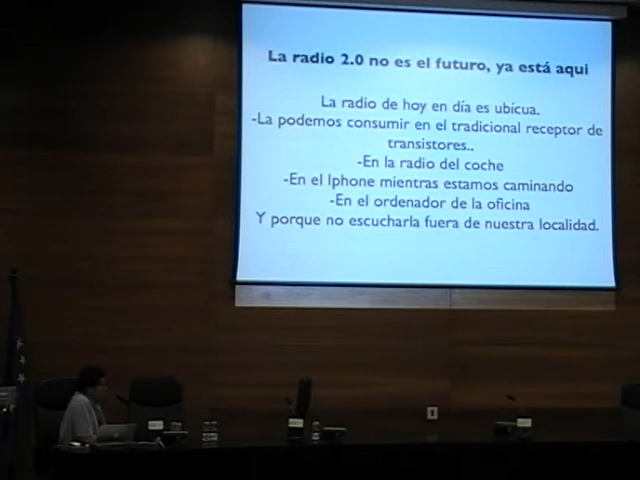 La radio 2.0 no es el futuro, ya está aqui
La radio de hoy en día es ubicua.
-La podemos consumir en el tradicional receptor de
transistores..
-En la radio del coche
-En el Iphone mientras estamos caminando
-En el ordenador de la oficina
Y porque no escucharla fuera de nuestra localidad.